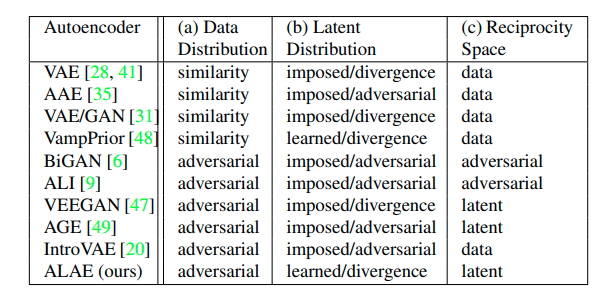 Autoencoder (a) Data (b) Latent (c) Reciprocity
Distribution Distribution Space
VAE [28, 41] similarity imposed/divergence data
AAE [35] similarity imposed/adversarial data
VAE/GAN [31] similarity imposed/divergence data
VampPrior [48] similarity learned/divergence data
BiGAN [6] adversarial imposed/adversarial adversarial
ALI [9] adversarial imposed/adversarial adversarial
VEEGAN [47] adversarial imposed/divergence latent
AGE [49] adversarial imposed/adversarial latent
IntroVAE [20] adversarial imposed/adversarial data
ALAE (ours) adversarial learned/divergence latent